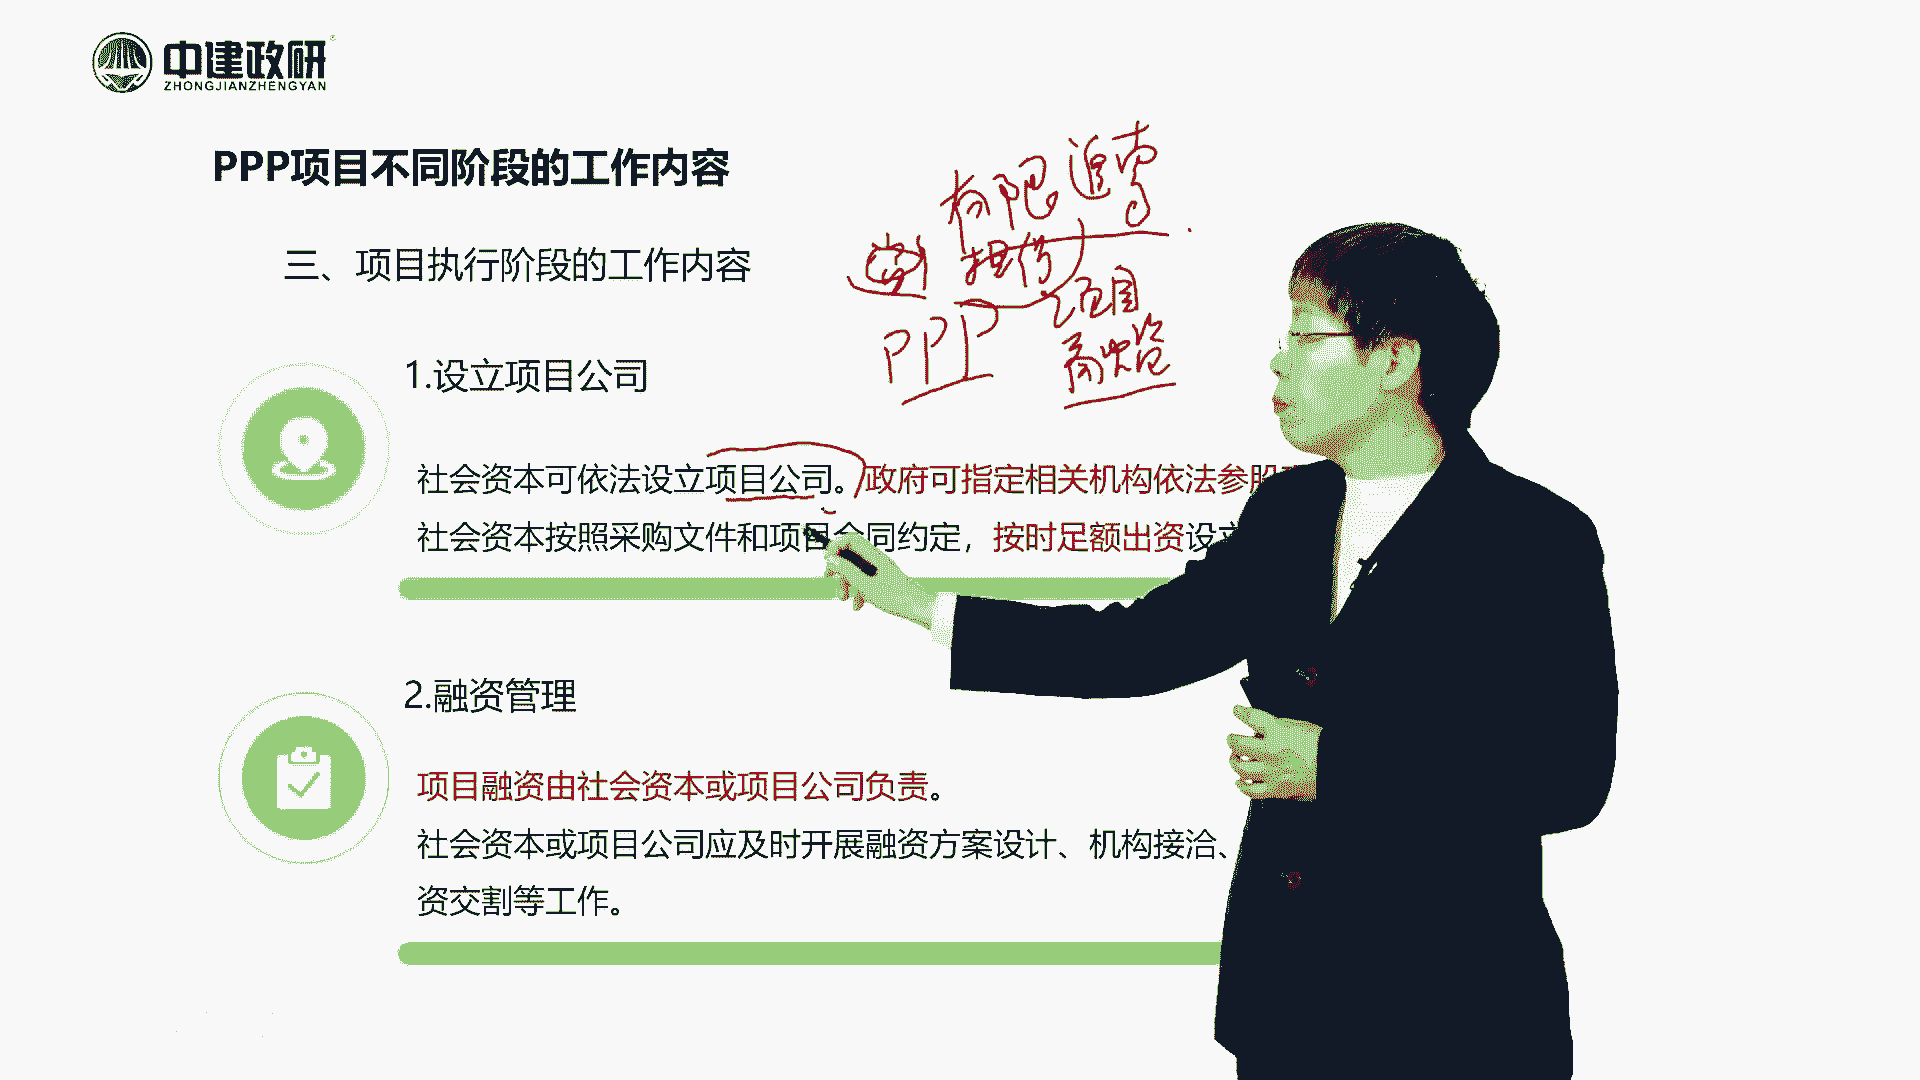 中建政研
ZHONGJIANZHENGYAN
PPP项目不同阶段的工作内容
有限追索
三、项目执行阶段的工作内容
担保
项目
PPP
融资
1.设立项目公司
社会资本可依法设立项目公司。政府可指定相关机构依法参股
社会资本按照采购文件和项目合同约定，按时足额出资设立
2.融资管理
项目融资由社会资本或项目公司负责。
社会资本或项目公司应及时开展融资方案设计、机构接洽、
资交割等工作。